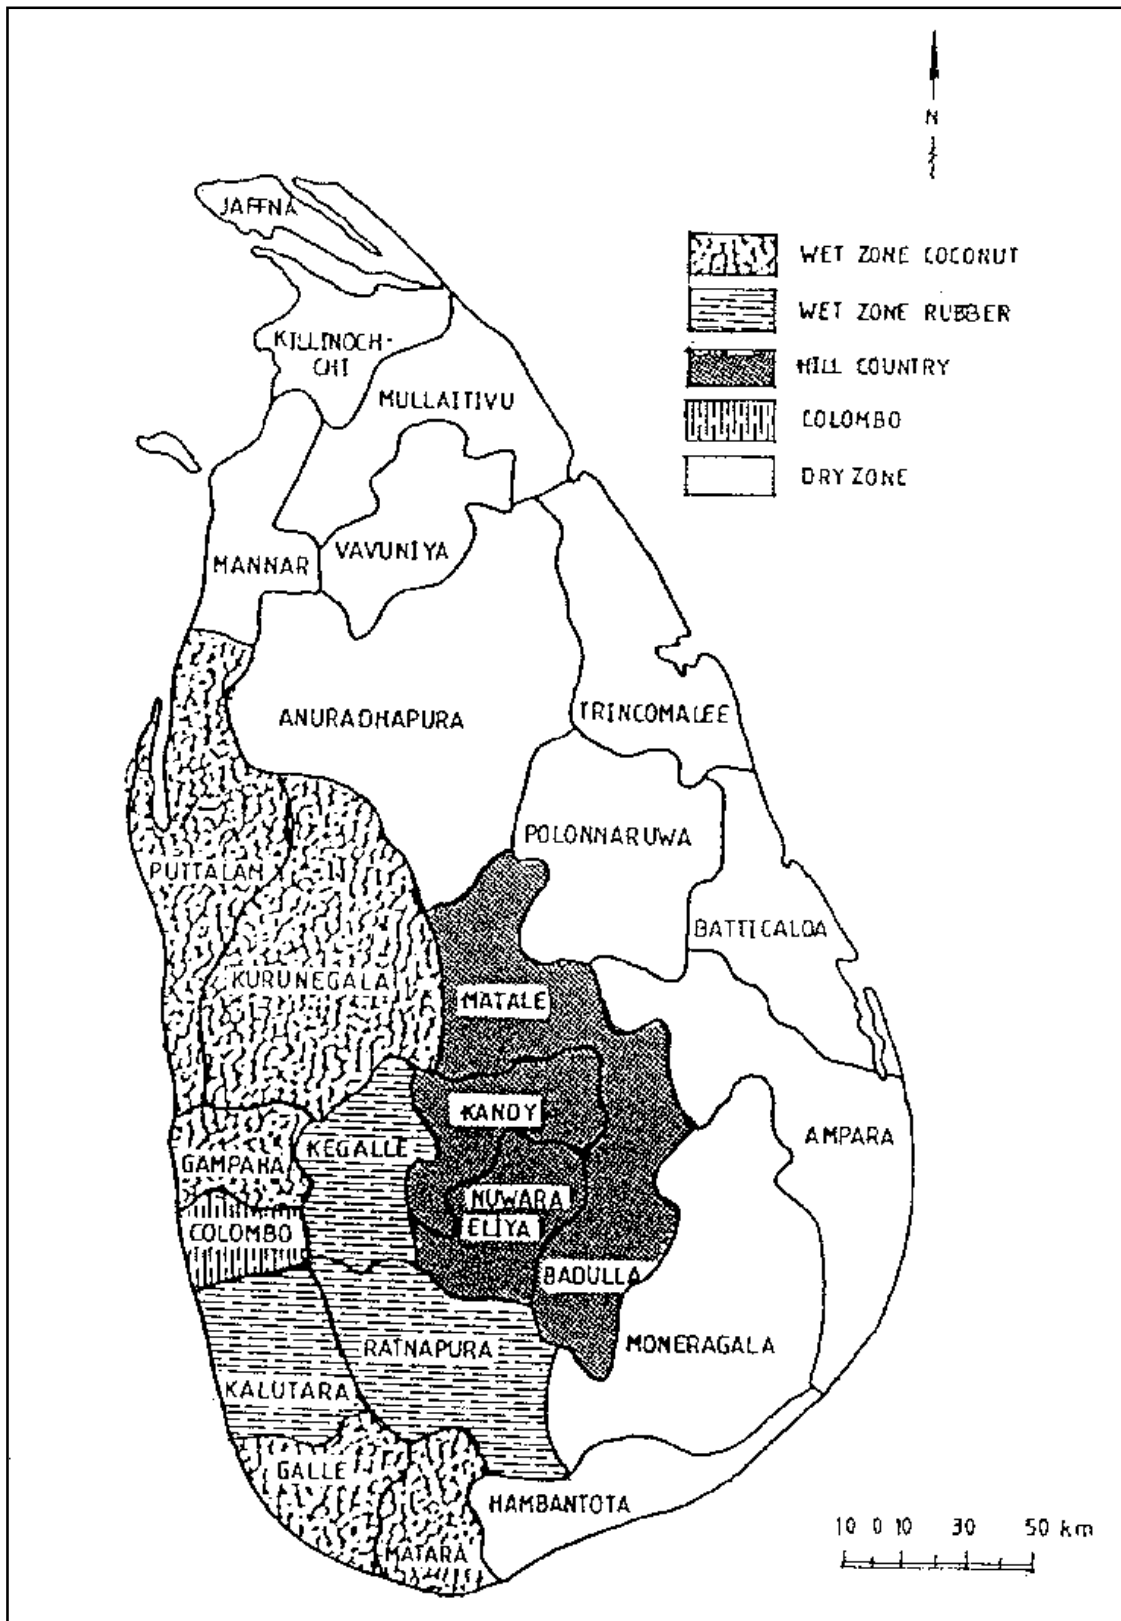 N
JAFFNA
WET ZONE COCONUT
WET ZONE RUBBER
HILL COUNTRY
COLOMBO
DRY ZONE
KILLINOCH-
CHI
MULLAITIVU
VAVUNIYA
MANNAR
ANURADHAPURA
TRINCOMALEE
POLONNARUWA
PUTTALAM
BATTICALOA
KURUNEGALA
MATALE
KANDY
AMPARA
KEGALLE
GAMPAHA
NUWARA
ELIYA
COLOMBO
BADULLA
MONERAGALA
RATNAPURA
KALUTARA
GALLE
HAMBANTOTA
MATARA
10 0 10 30 50 km